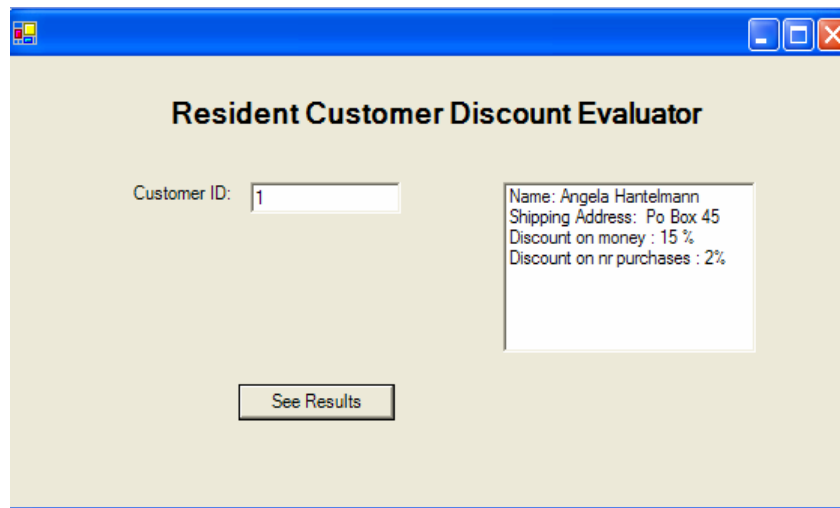 Resident Customer Discount Evaluator
Customer ID: 1
Name: Angela Hantelmann
Shipping Address:  Po Box 45
Discount on money : 15 %
Discount on nr purchases : 2%
See Results